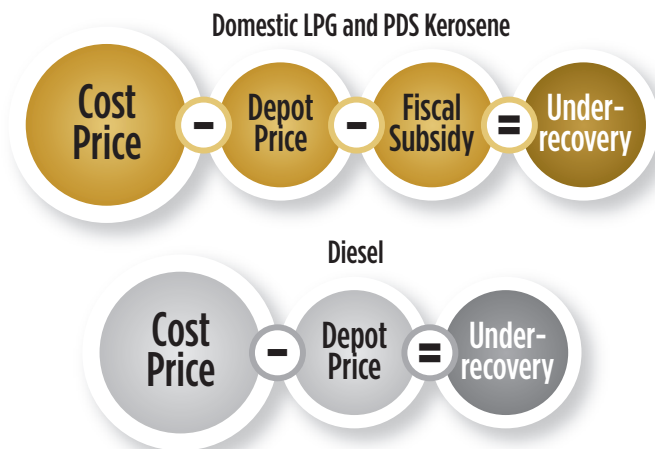 Domestic LPG and PDS Kerosene
Cost
Price
-
Depot
Price
-
Fiscal
Subsidy
=
Under-
recovery
Diesel
Cost
Price
-
Depot
Price
=
Under-
recovery